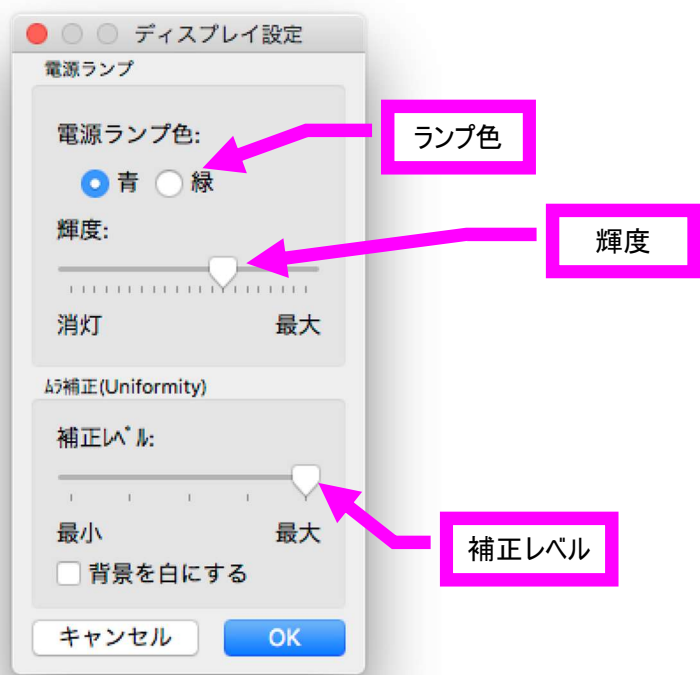 ディスプレイ設定
電源ランプ
電源ランプ色:
ランプ色
青 緑
輝度:
輝度
消灯 最大
ﾑﾗ補正(Uniformity)
補正ﾚﾍﾞﾙ:
最小 最大
補正レベル
背景を白にする
キャンセル OK